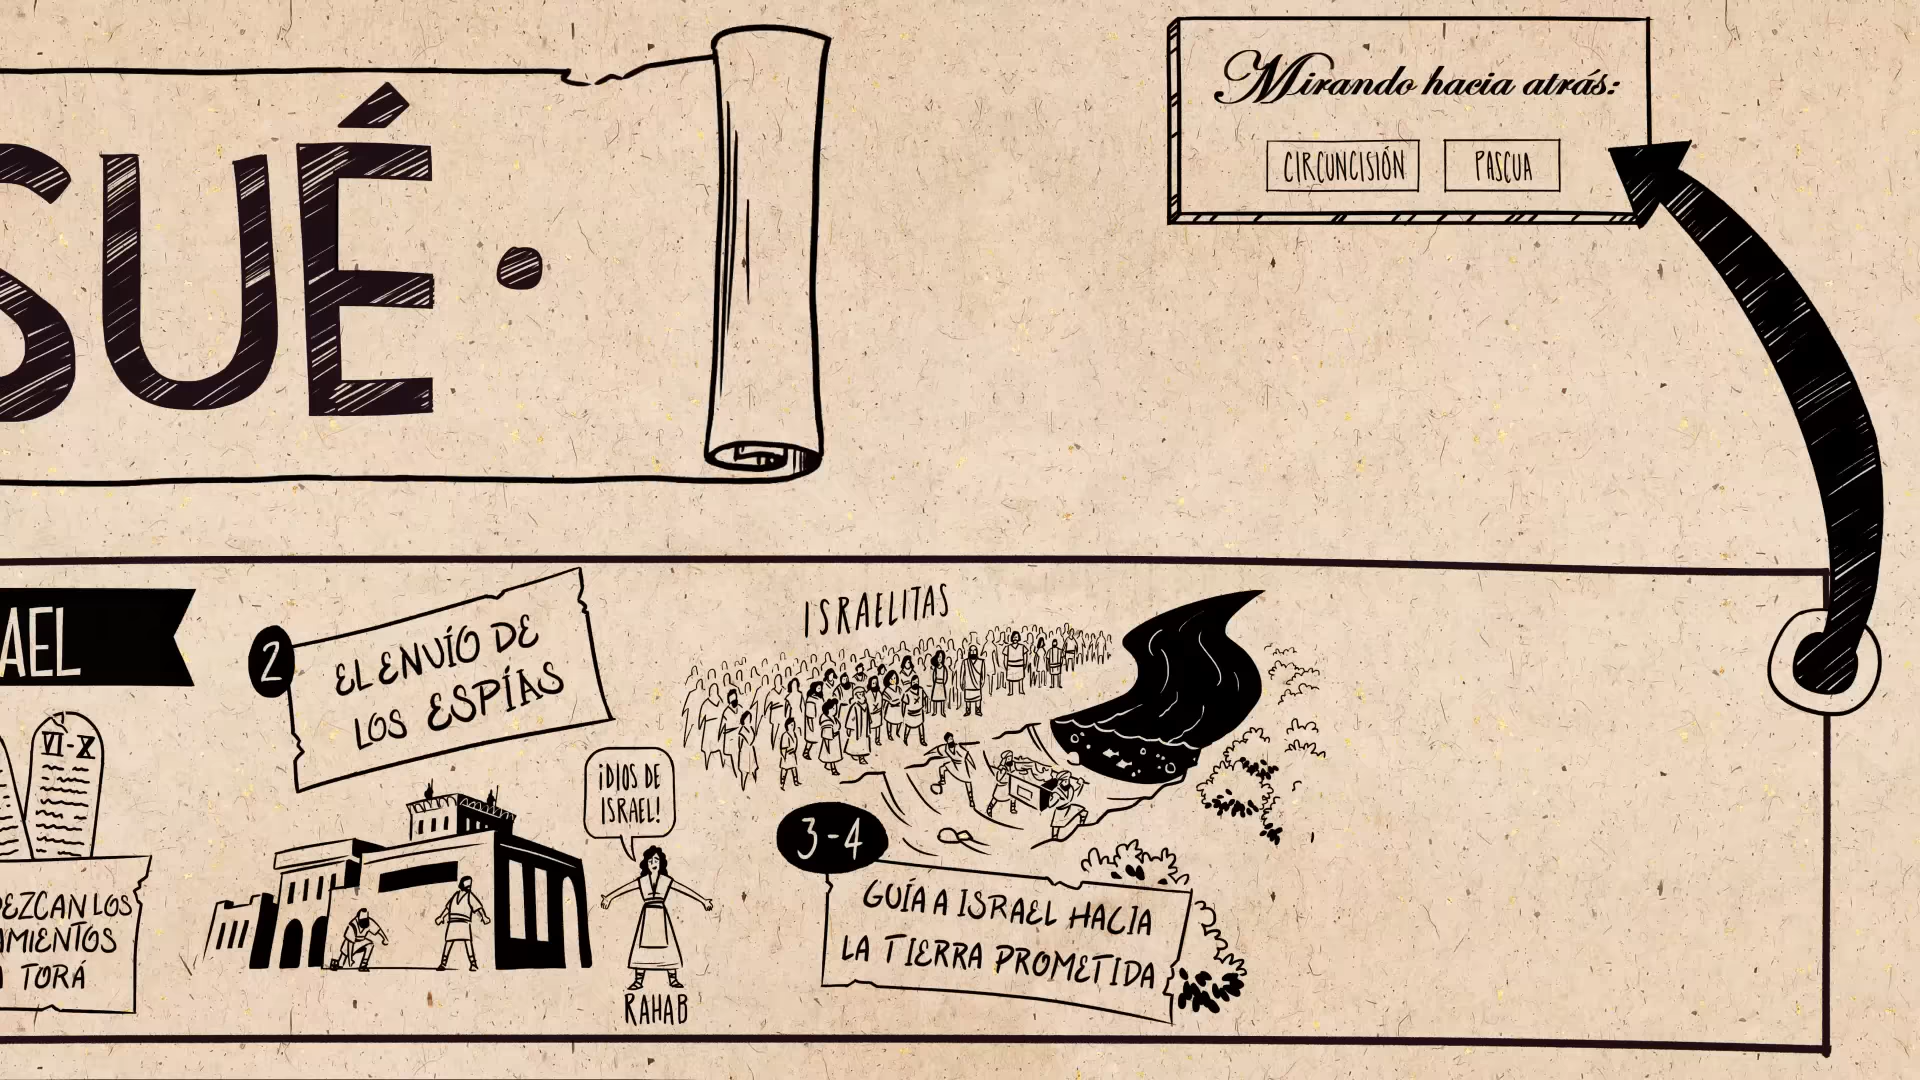 SUÉ
Mirando hacia atrás:
CIRCUNCISIÓN
PASCUA
AEL
VI-X
EZCAN LOS
AMIENTOS
TORÁ
2
EL ENVÍO DE
LOS ESPÍAS
¡DIOS DE
ISRAEL!
RAHAB
ISRAELITAS
3-4
GUÍA A ISRAEL HACIA
LA TIERRA PROMETIDA